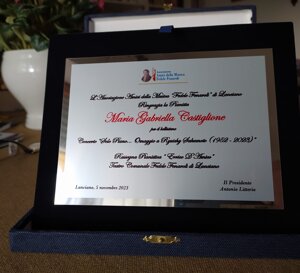 Associazione
Amici della Musica
Fedele Fenaroli
L'Associazione Amici della Musica "Fedele Fenaroli" di Lanciano
Ringrazia la Pianista
Maria Gabriella Castiglione
per il bellissimo
Concerto "Solo Piano... Omaggio a Ryuichi Sakamoto (1952 - 2023)"
Rassegna Pianistica "Enrico D'Amico"
Teatro Comunale Fedele Fenaroli di Lanciano
Lanciano, 5 novembre 2023
Il Presidente
Antonio Lattoria